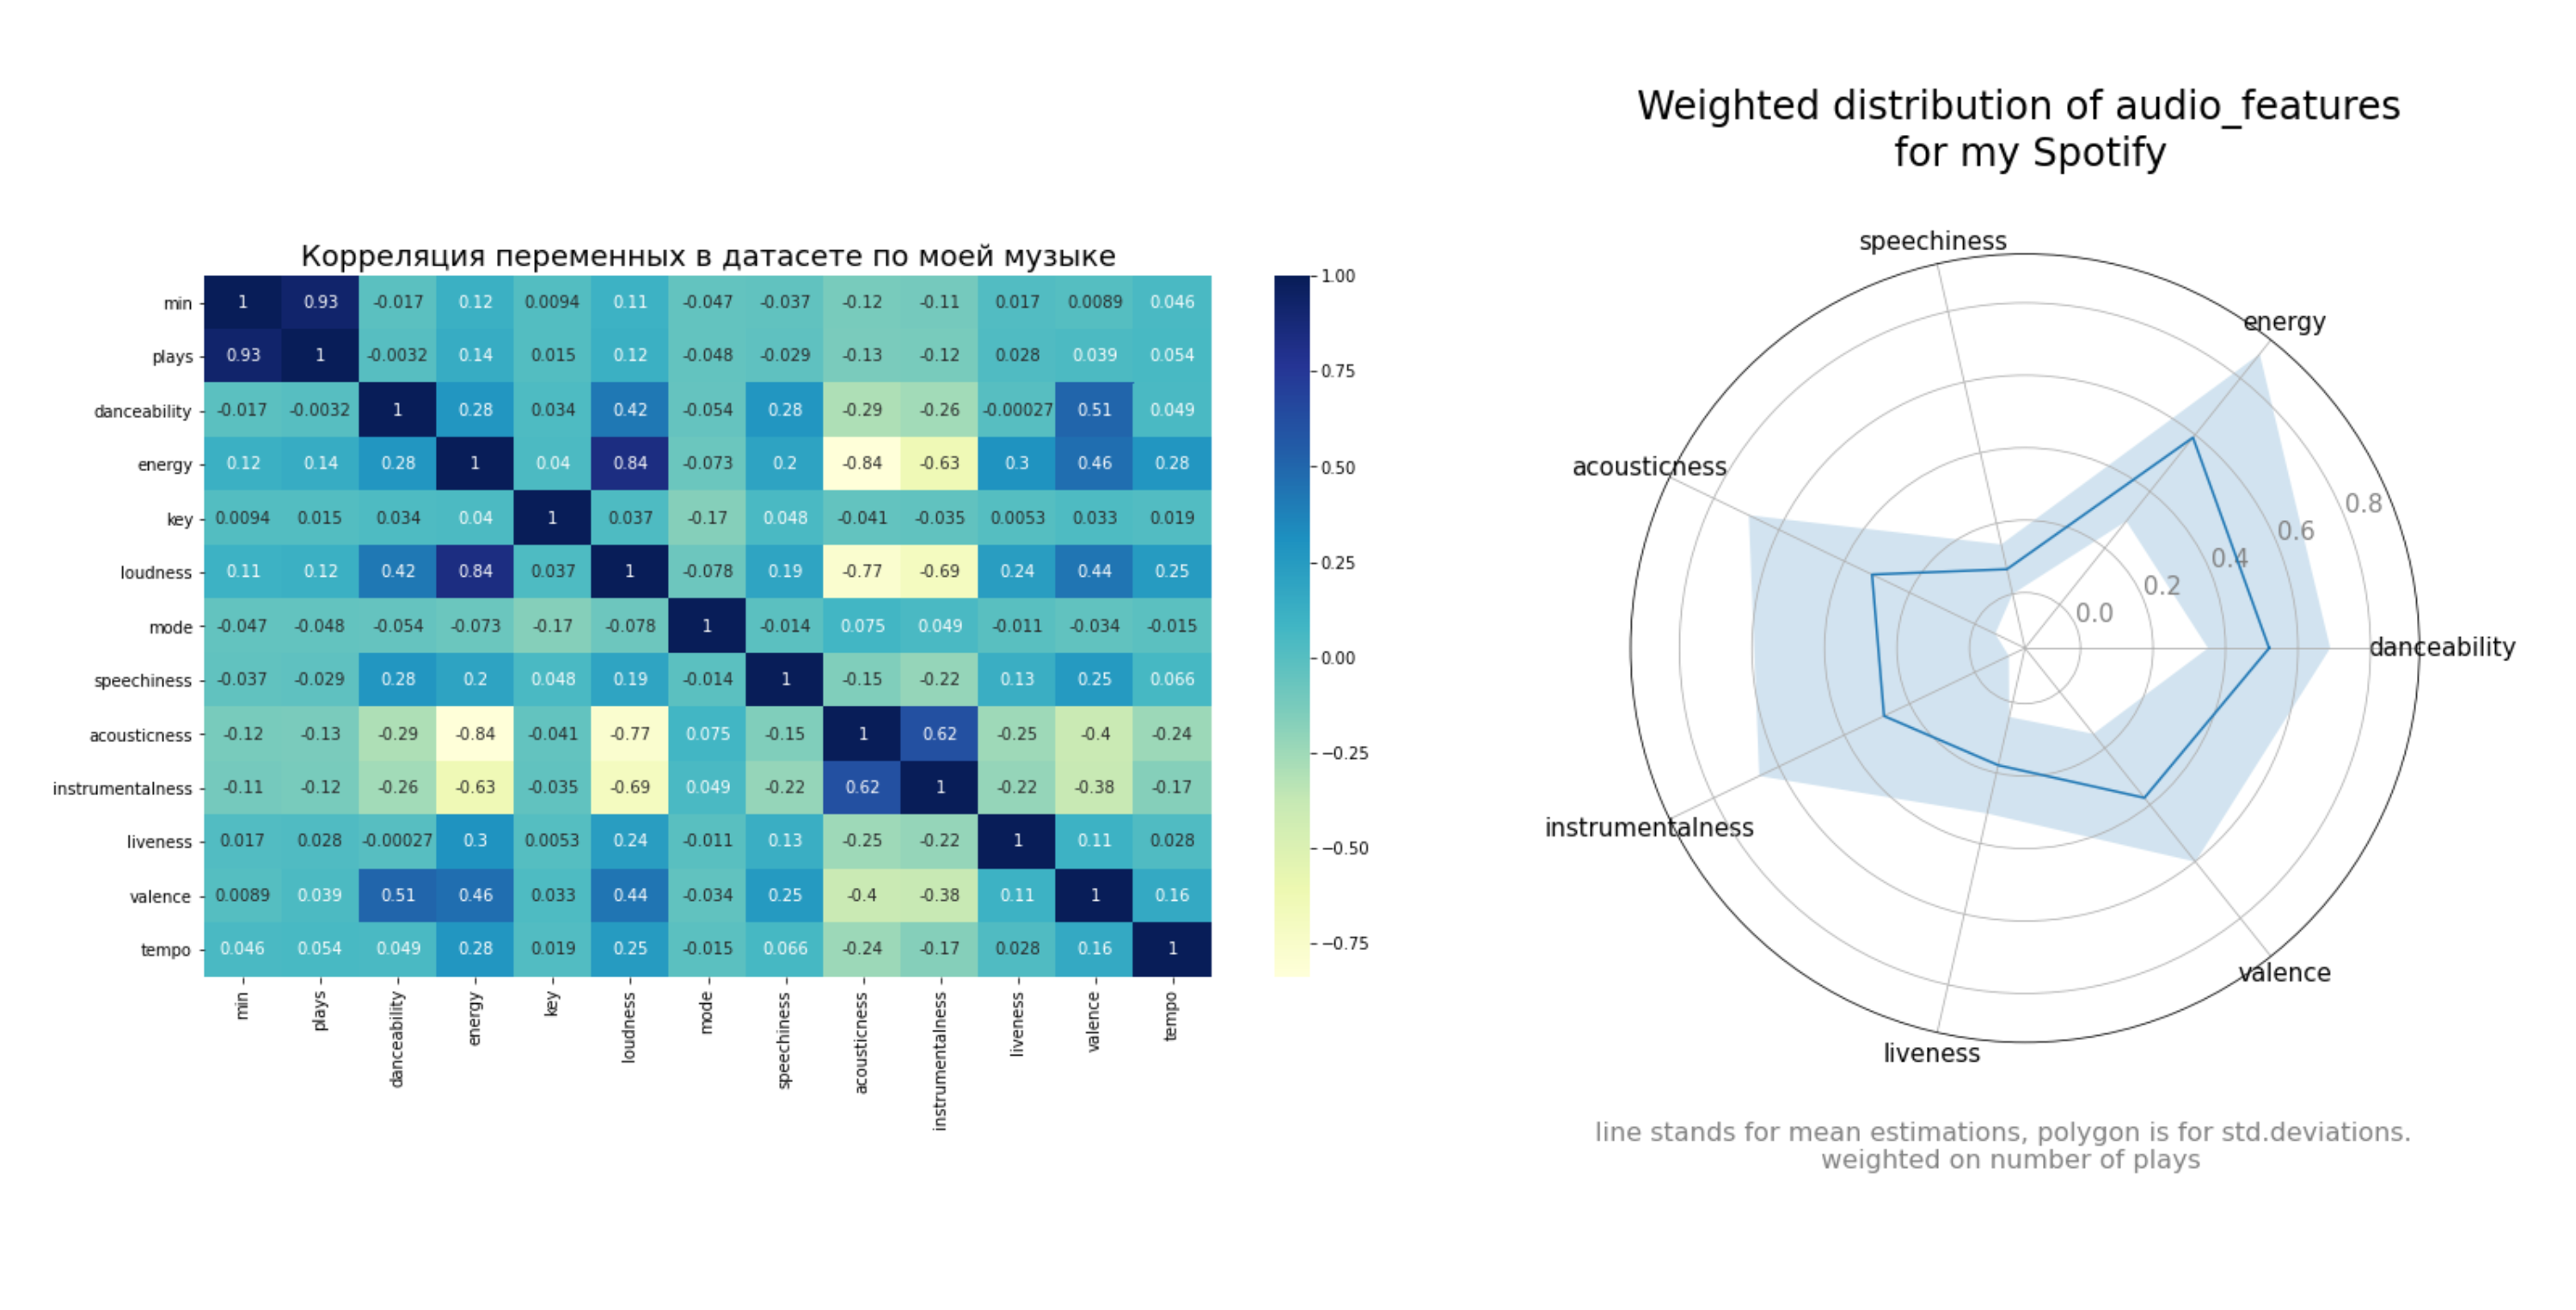 Корреляция переменных в датасете по моей музыке
min 1 0.93 -0.017 0.12 0.0094 0.11 -0.047 -0.037 -0.12 -0.11 0.017 0.0089 0.046
plays 0.93 1 -0.0032 0.14 0.015 0.12 -0.048 -0.029 -0.13 -0.12 0.028 0.039 0.054
danceability -0.017 -0.0032 1 0.28 0.034 0.42 -0.054 0.28 -0.29 -0.26 -0.00027 0.51 0.049
energy 0.12 0.14 0.28 1 0.04 0.84 -0.073 0.2 -0.84 -0.63 0.3 0.46 0.28
key 0.0094 0.015 0.034 0.04 1 0.037 -0.17 0.048 -0.041 -0.035 0.0053 0.033 0.019
loudness 0.11 0.12 0.42 0.84 0.037 1 -0.078 0.19 -0.77 -0.69 0.24 0.44 0.25
mode -0.047 -0.048 -0.054 -0.073 -0.17 -0.078 1 -0.014 0.075 0.049 -0.011 -0.034 -0.015
speechiness -0.037 -0.029 0.28 0.2 0.048 0.19 -0.014 1 -0.15 -0.22 0.13 0.25 0.066
acousticness -0.12 -0.13 -0.29 -0.84 -0.041 -0.77 0.075 -0.15 1 0.62 -0.25 -0.4 -0.24
instrumentalness -0.11 -0.12 -0.26 -0.63 -0.035 -0.69 0.049 -0.22 0.62 1 -0.22 -0.38 -0.17
liveness 0.017 0.028 -0.00027 0.3 0.0053 0.24 -0.011 0.13 -0.25 -0.22 1 0.11 0.028
valence 0.0089 0.039 0.51 0.46 0.033 0.44 -0.034 0.25 -0.4 -0.38 0.11 1 0.16
tempo 0.046 0.054 0.049 0.28 0.019 0.25 -0.015 0.066 -0.24 -0.17 0.028 0.16 1
min plays danceability energy key loudness mode speechiness acousticness instrumentalness liveness valence tempo
1.00
0.75
0.50
0.25
0.00
−0.25
−0.50
−0.75
Weighted distribution of audio_features
for my Spotify
speechiness
energy
acousticness
0.8
0.6
0.4
0.2
0.0
danceability
instrumentalness
valence
liveness
line stands for mean estimations, polygon is for std.deviations.
weighted on number of plays